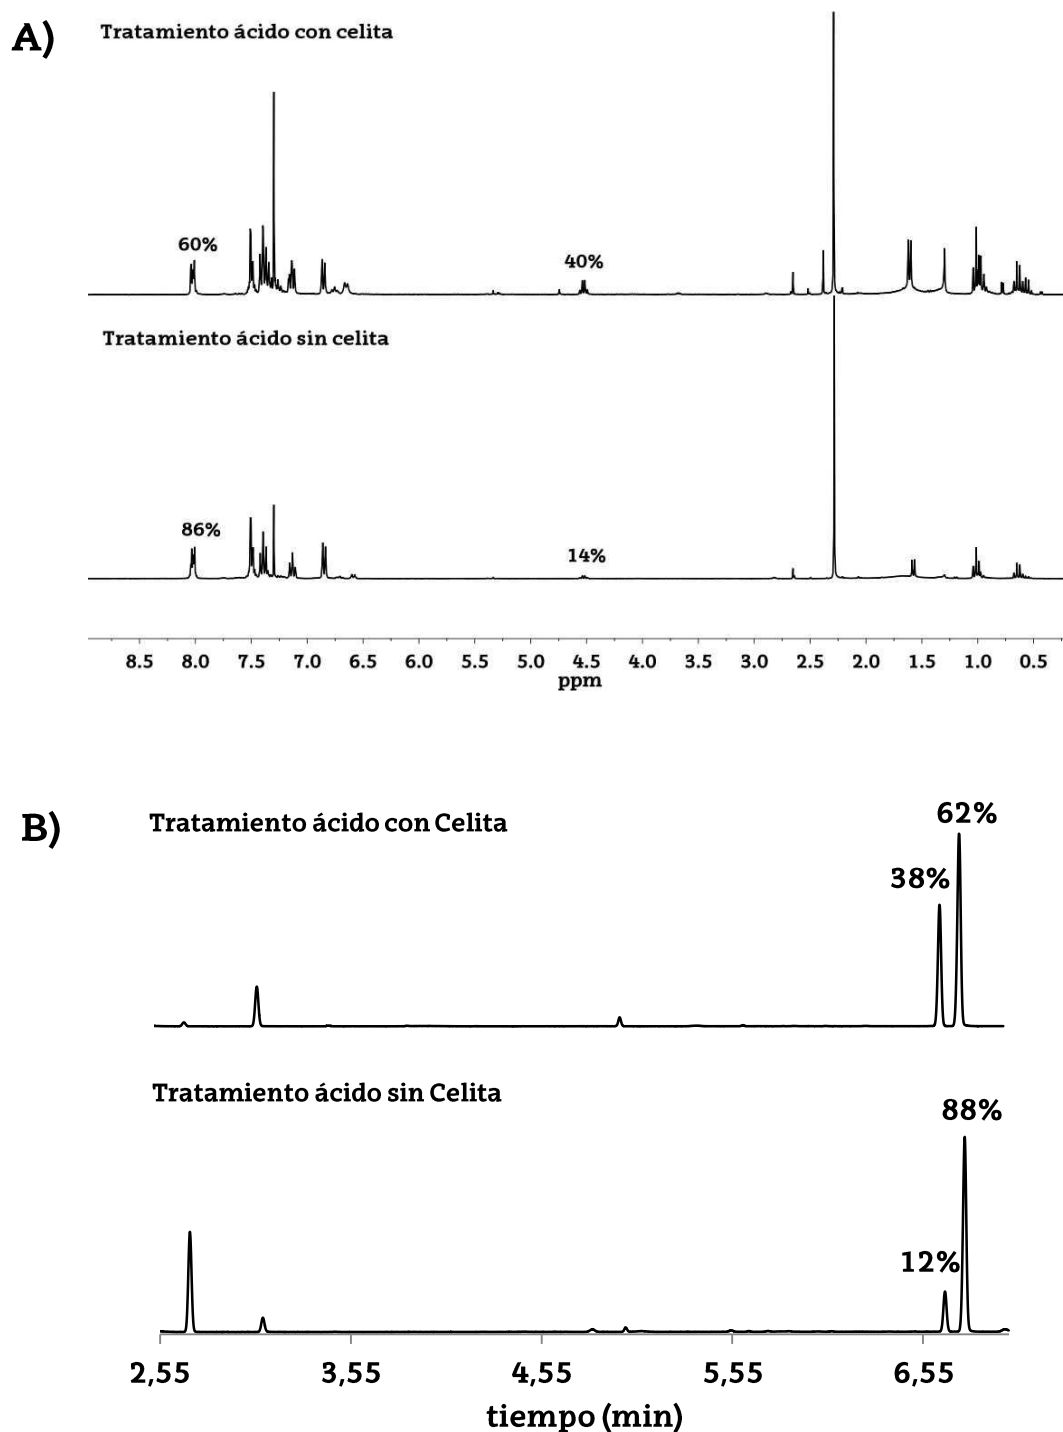 A)
Tratamiento ácido con celita
60%
40%
Tratamiento ácido sin celita
86%
14%
8.5 8.0 7.5 7.0 6.5 6.0 5.5 5.0 4.5 4.0 3.5 3.0 2.5 2.0 1.5 1.0 0.5
ppm
B)
Tratamiento ácido con Celita
62%
38%
Tratamiento ácido sin Celita
88%
12%
2,55 3,55 4,55 5,55 6,55
tiempo (min)